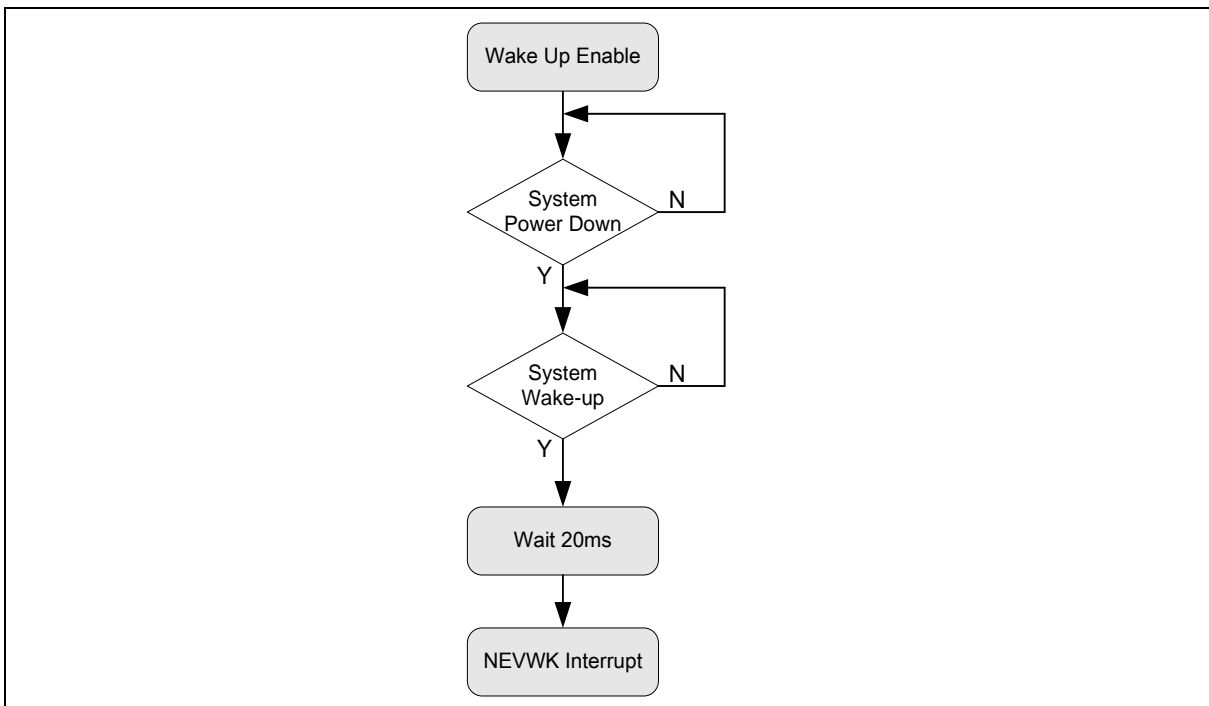 Wake Up Enable
System
Power Down
N
Y
System
Wake-up
N
Y
Wait 20ms
NEVWK Interrupt